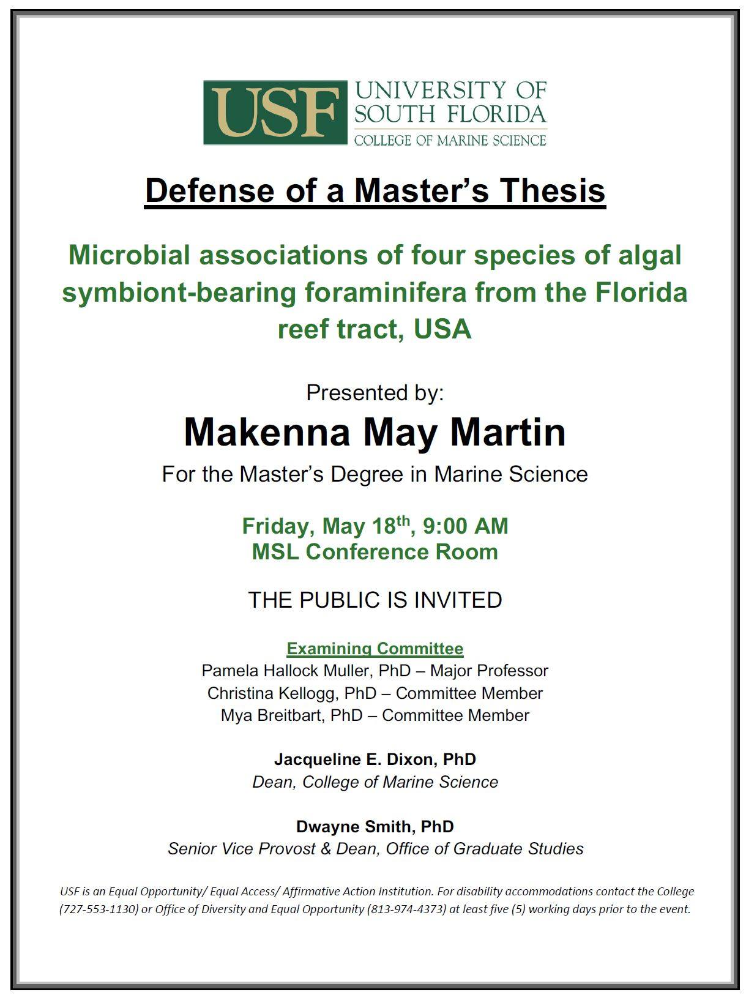 USF
UNIVERSITY OF
SOUTH FLORIDA
COLLEGE OF MARINE SCIENCE
Defense of a Master’s Thesis
Microbial associations of four species of algal
symbiont-bearing foraminifera from the Florida
reef tract, USA
Presented by:
Makenna May Martin
For the Master’s Degree in Marine Science
Friday, May 18th, 9:00 AM
MSL Conference Room
THE PUBLIC IS INVITED
Examining Committee
Pamela Hallock Muller, PhD – Major Professor
Christina Kellogg, PhD – Committee Member
Mya Breitbart, PhD – Committee Member
Jacqueline E. Dixon, PhD
Dean, College of Marine Science
Dwayne Smith, PhD
Senior Vice Provost & Dean, Office of Graduate Studies
USF is an Equal Opportunity/ Equal Access/ Affirmative Action Institution. For disability accommodations contact the College
(727-553-1130) or Office of Diversity and Equal Opportunity (813-974-4373) at least five (5) working days prior to the event.